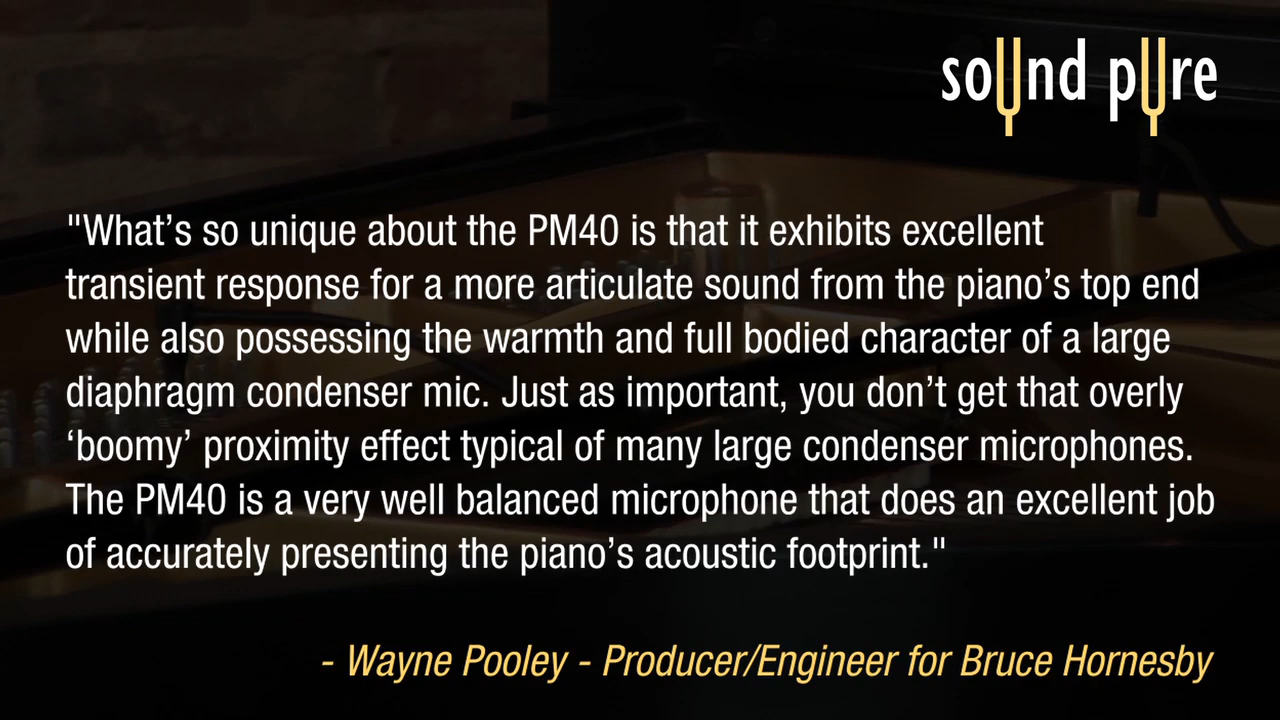 sound pure
"What’s so unique about the PM40 is that it exhibits excellent
transient response for a more articulate sound from the piano’s top end
while also possessing the warmth and full bodied character of a large
diaphragm condenser mic. Just as important, you don’t get that overly
‘boomy’ proximity effect typical of many large condenser microphones.
The PM40 is a very well balanced microphone that does an excellent job
of accurately presenting the piano’s acoustic footprint."
- Wayne Pooley - Producer/Engineer for Bruce Hornesby